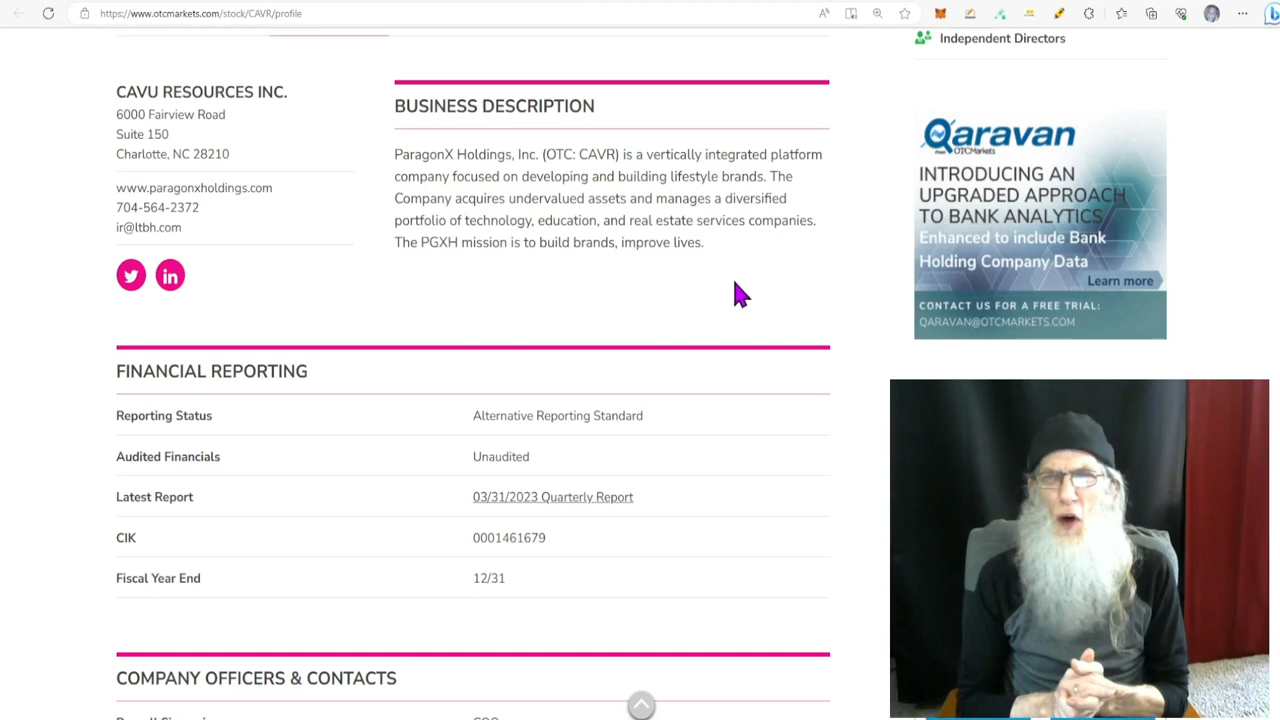 https://www.otcmarkets.com/stock/CAVR/profile
Independent Directors
CAVU RESOURCES INC.
6000 Fairview Road
Suite 150
Charlotte, NC 28210
www.paragonxholdings.com
704-564-2372
ir@ltbh.com
BUSINESS DESCRIPTION
ParagonX Holdings, Inc. (OTC: CAVR) is a vertically integrated platform
company focused on developing and building lifestyle brands. The
Company acquires undervalued assets and manages a diversified
portfolio of technology, education, and real estate services companies.
The PGXH mission is to build brands, improve lives.
Qaravan
From OTCMarkets
INTRODUCING AN
UPGRADED APPROACH
TO BANK ANALYTICS
Enhanced to include Bank
Holding Company Data
Learn more
CONTACT US FOR A FREE TRIAL:
QARAVAN@OTCMARKETS.COM
FINANCIAL REPORTING
Reporting Status Alternative Reporting Standard
Audited Financials Unaudited
Latest Report 03/31/2023 Quarterly Report
CIK 0001461679
Fiscal Year End 12/31
COMPANY OFFICERS & CONTACTS